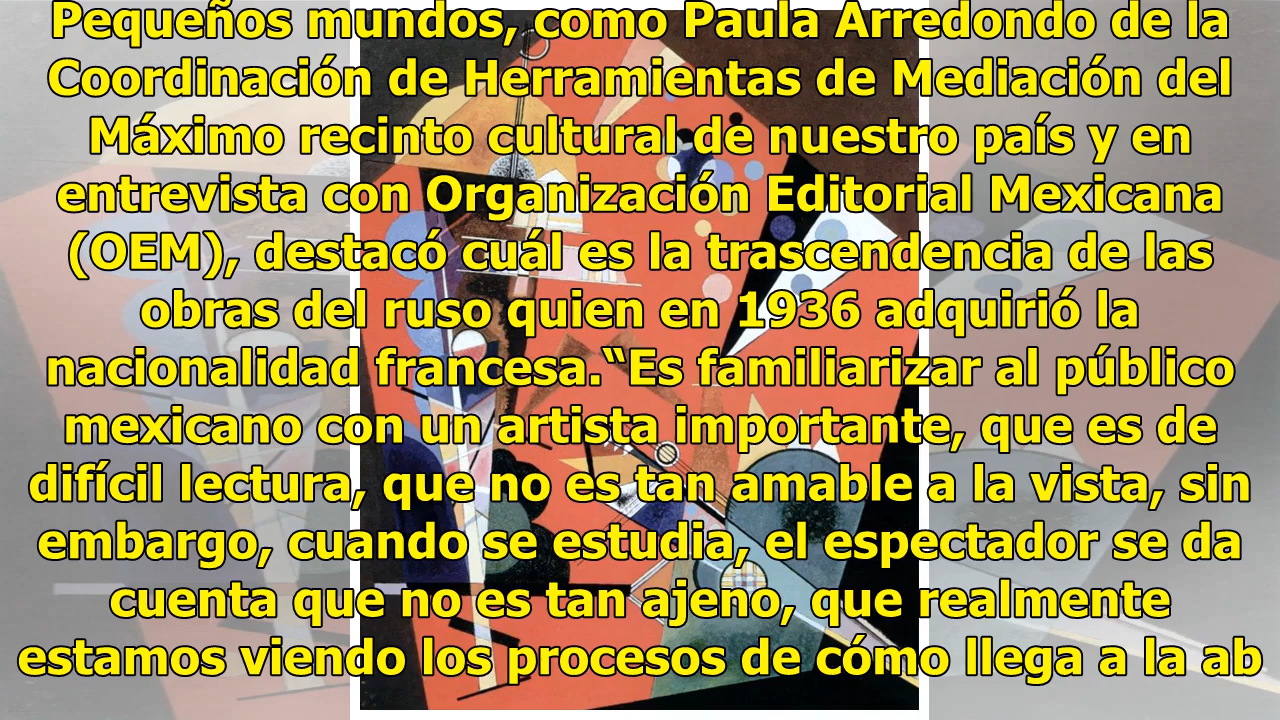 Pequeños mundos, como Paula Arredondo de la
Coordinación de Herramientas de Mediación del
Máximo recinto cultural de nuestro país y en
entrevista con Organización Editorial Mexicana
(OEM), destacó cuál es la trascendencia de las
obras del ruso quien en 1936 adquirió la
nacionalidad francesa. “Es familiarizar al público
mexicano con un artista importante, que es de
difícil lectura, que no es tan amable a la vista, sin
embargo, cuando se estudia, el espectador se da
cuenta que no es tan ajeno, que realmente
estamos viendo los procesos de cómo llega a la ab